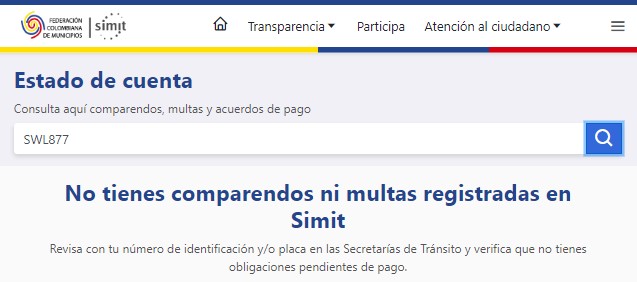 FEDERACIÓN
COLOMBIANA
DE MUNICIPIOS
simit
Transparencia
Participa
Atención al ciudadano
Estado de cuenta
Consulta aquí comparendos, multas y acuerdos de pago
SWL877
No tienes comparendos ni multas registradas en
Simit
Revisa con tu número de identificación y/o placa en las Secretarías de Tránsito y verifica que no tienes
obligaciones pendientes de pago.